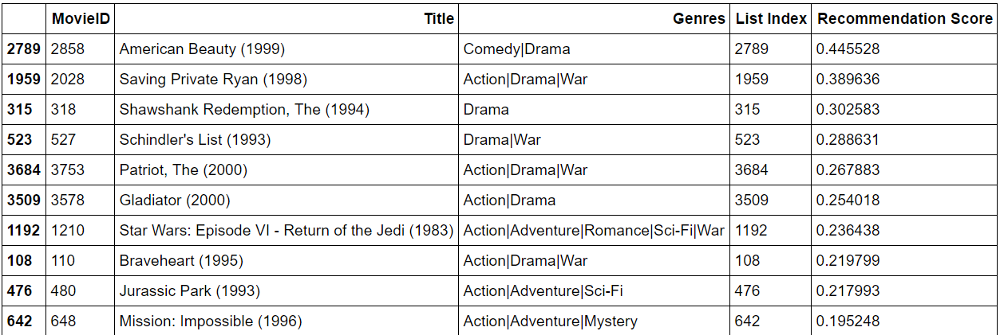 MovieID Title Genres List Index Recommendation Score
2789 2858 American Beauty (1999) Comedy|Drama 2789 0.445528
1959 2028 Saving Private Ryan (1998) Action|Drama|War 1959 0.389636
315 318 Shawshank Redemption, The (1994) Drama 315 0.302583
523 527 Schindler's List (1993) Drama|War 523 0.288631
3684 3753 Patriot, The (2000) Action|Drama|War 3684 0.267883
3509 3578 Gladiator (2000) Action|Drama 3509 0.254018
1192 1210 Star Wars: Episode VI - Return of the Jedi (1983) Action|Adventure|Romance|Sci-Fi|War 1192 0.236438
108 110 Braveheart (1995) Action|Drama|War 108 0.219799
476 480 Jurassic Park (1993) Action|Adventure|Sci-Fi 476 0.217993
642 648 Mission: Impossible (1996) Action|Adventure|Mystery 642 0.195248